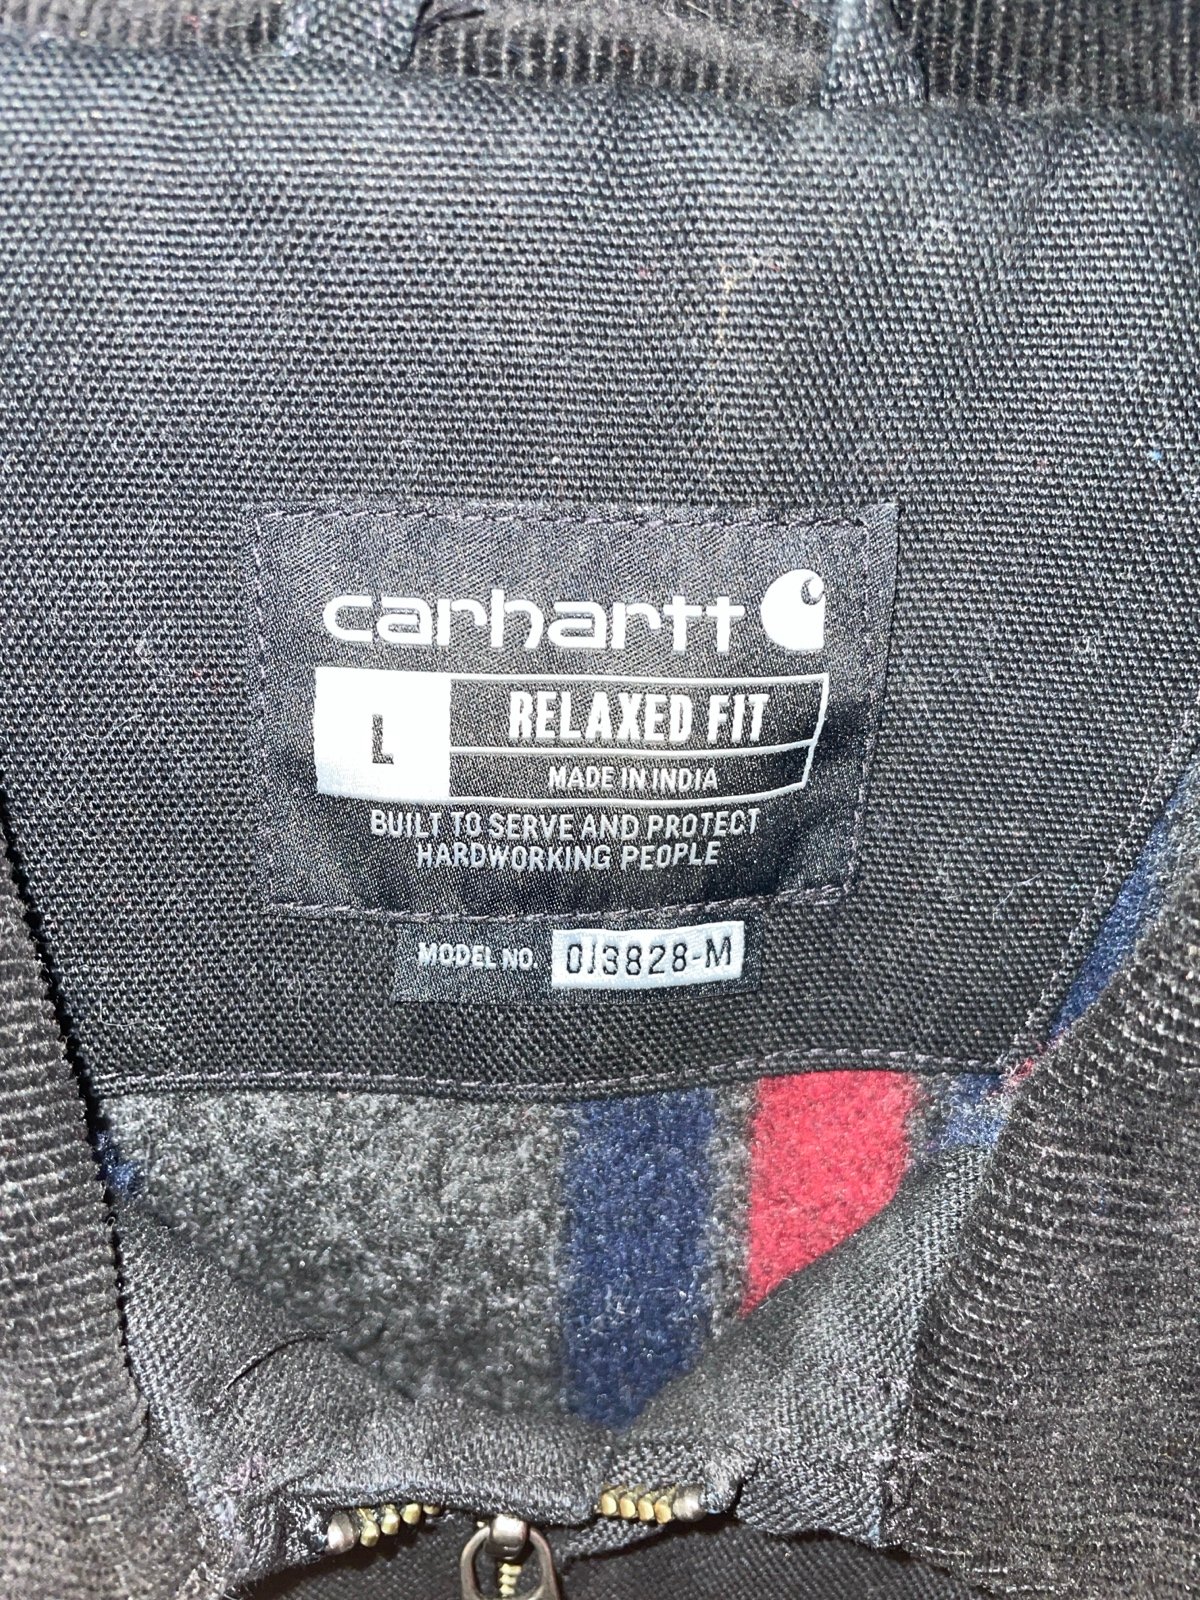 carhartt
L
RELAXED FIT
MADE IN INDIA
BUILT TO SERVE AND PROTECT
HARDWORKING PEOPLE
MODEL NO. OJ3828-M